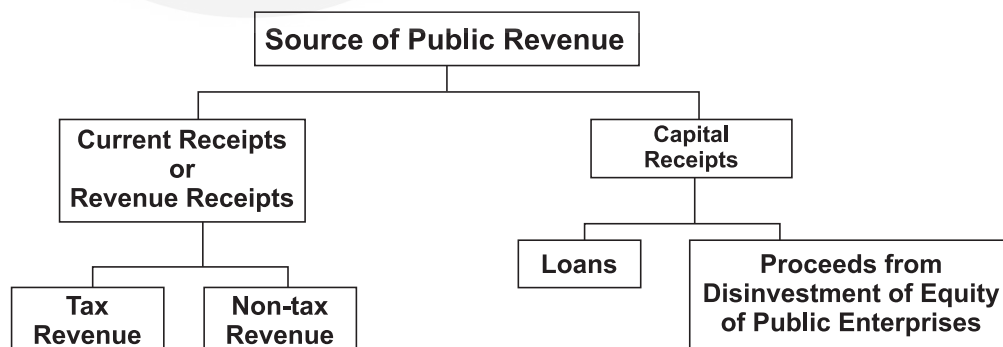 Source of Public Revenue
Current Receipts
or
Revenue Receipts
Capital
Receipts
Tax
Revenue
Non-tax
Revenue
Loans
Proceeds from
Disinvestment of Equity
of Public Enterprises